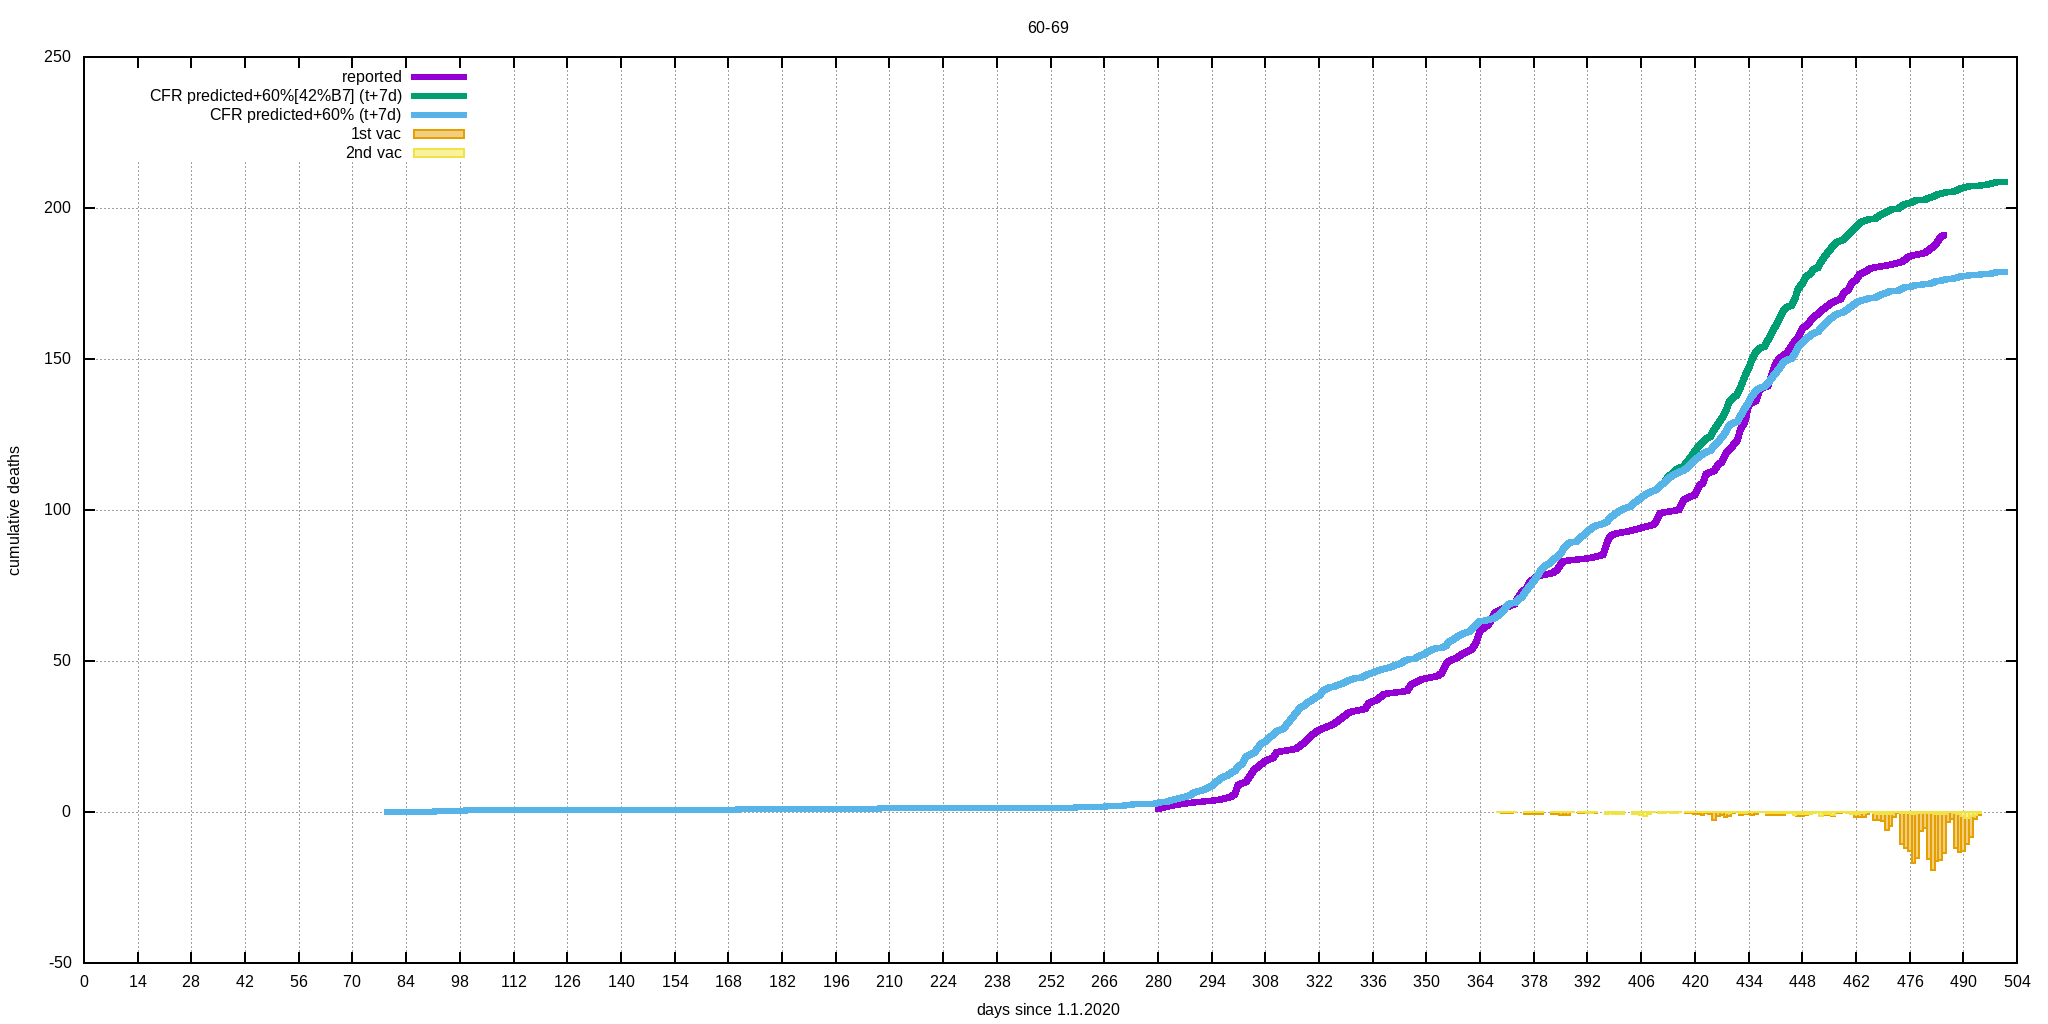 60-69
250
200
150
100
50
0
-50
reported
CFR predicted+60%[42%B7] (t+7d)
CFR predicted+60% (t+7d)
1st vac
2nd vac
cumulative deaths
0 14 28 42 56 70 84 98 112 126 140 154 168 182 196 210 224 238 252 266 280 294 308 322 336 350 364 378 392 406 420 434 448 462 476 490 504
days since 1.1.2020